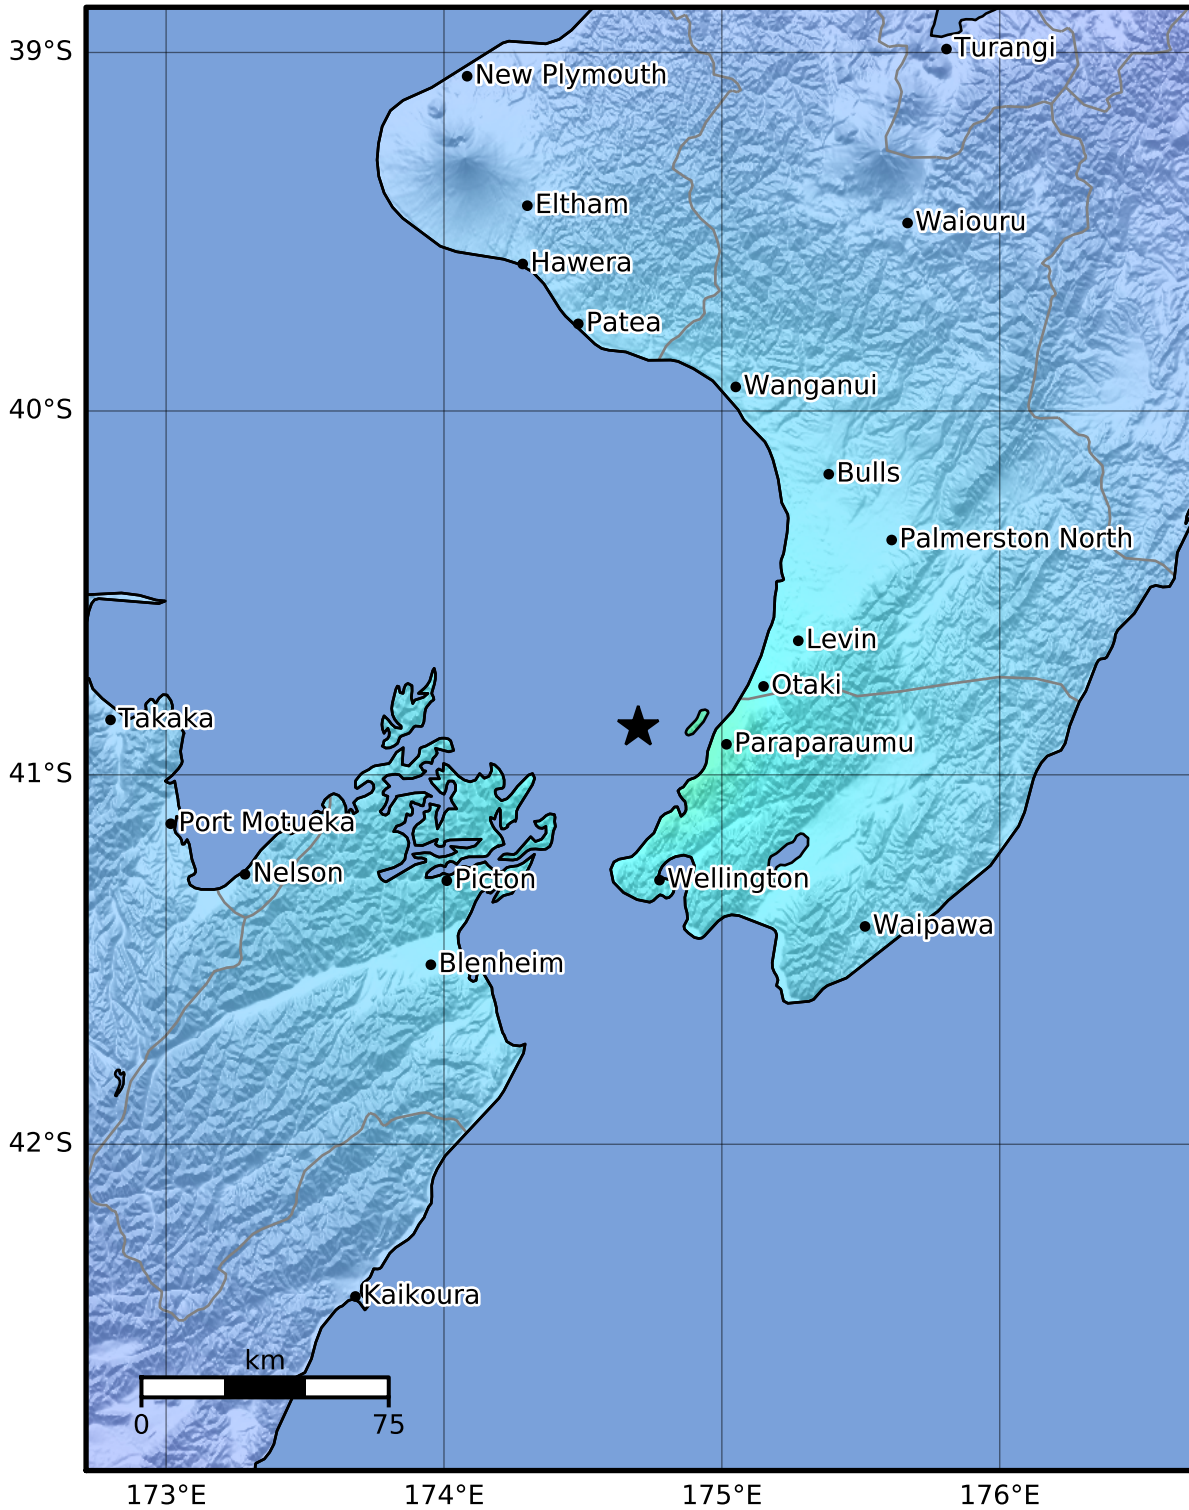 39°S
Turangi
New Plymouth
Eltham
Waiouru
Hawera
Patea
Wanganui
40°S
Bulls
Palmerston North
Levin
Otaki
Takaka
Paraparaumu
41°S
Port Motueka
Nelson
Picton
Wellington
Waipawa
Blenheim
42°S
Kaikoura
km
0 75
173°E 174°E 175°E 176°E